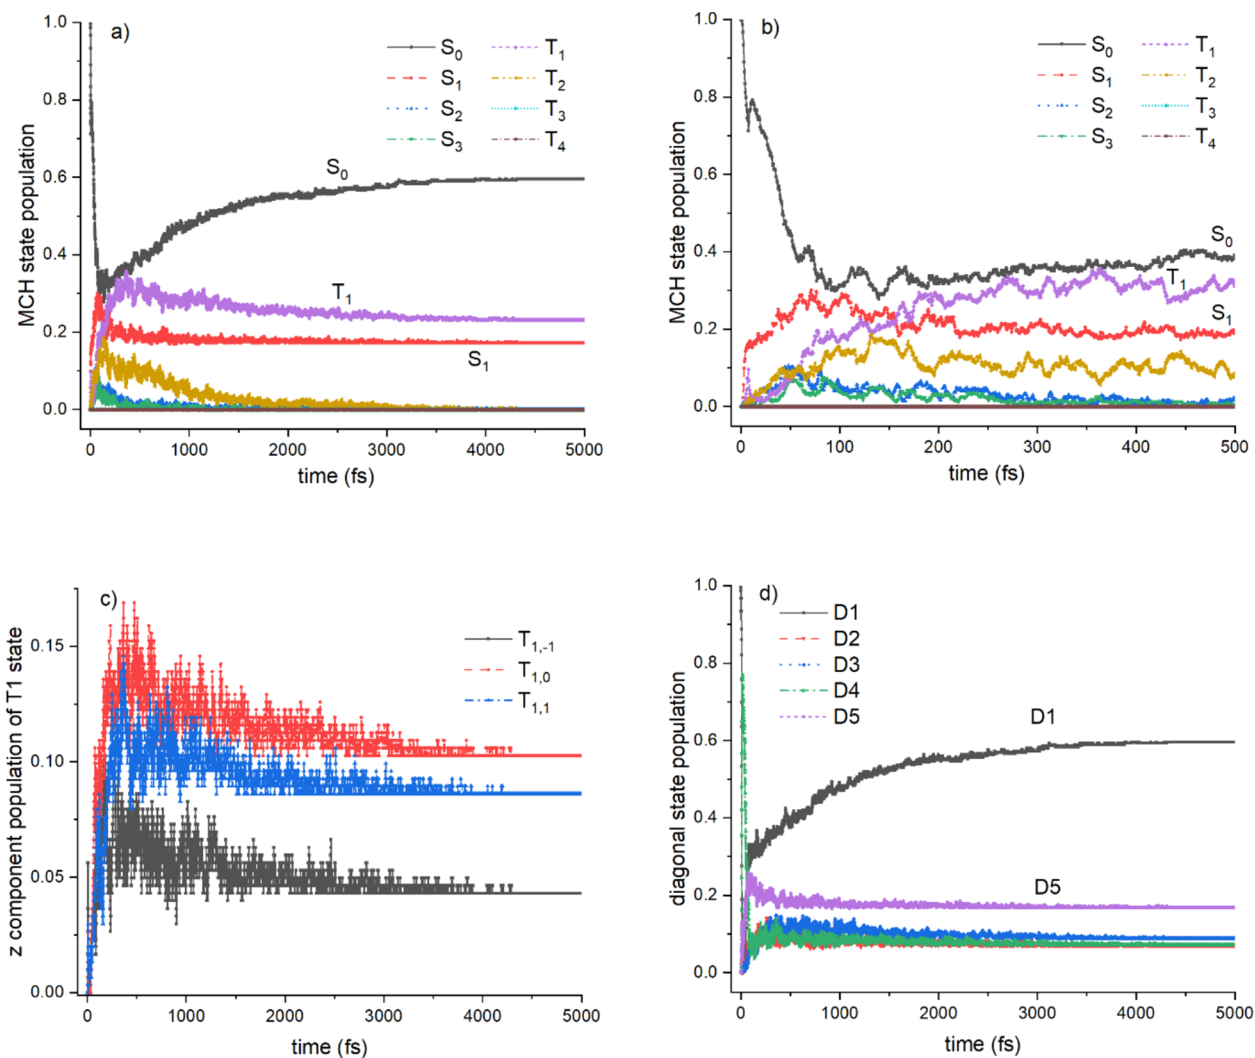 a)
S₀ T₁
S₁ T₂
S₂ T₃
S₃ T₄
S₀
T₁
S₁
1.0
0.8
0.6
0.4
0.2
0.0
0 1000 2000 3000 4000 5000
MCH state population
time (fs)
b)
S₀ T₁
S₁ T₂
S₂ T₃
S₃ T₄
S₀
T₁
S₁
1.0
0.8
0.6
0.4
0.2
0.0
0 100 200 300 400 500
MCH state population
time (fs)
c)
T₁,₋₁
T₁,₀
T₁,₁
0.15
0.10
0.05
0.00
0 1000 2000 3000 4000 5000
z component population of T1 state
time (fs)
d)
D1
D2
D3
D4
D5
D1
D5
1.0
0.8
0.6
0.4
0.2
0.0
0 1000 2000 3000 4000 5000
diagonal state population
time (fs)